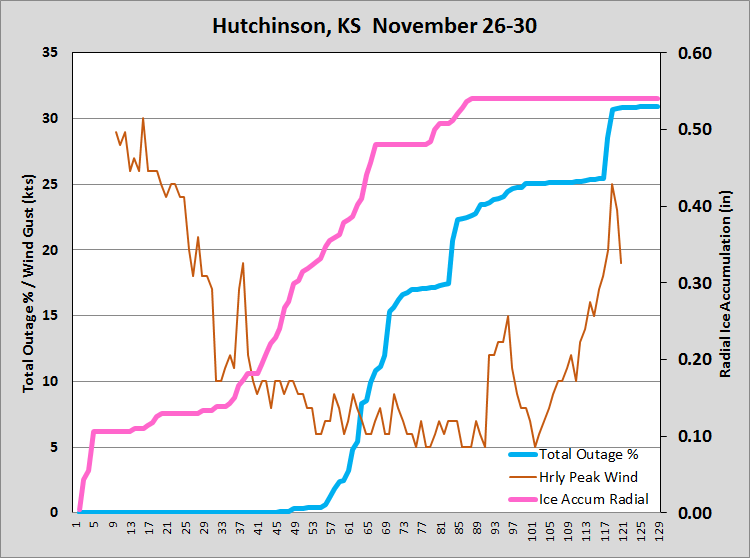 Hutchinson, KS  November 26-30
Total Outage % / Wind Gust (kts)
35
30
25
20
15
10
5
0
0.60
0.50
0.40
0.30
0.20
0.10
0.00
Radial Ice Accumulation (in)
Total Outage %
Hrly Peak Wind
Ice Accum Radial
1 5 9 13 17 21 25 29 33 37 41 45 49 53 57 61 65 69 73 77 81 85 89 93 97 101 105 109 113 117 121 125 129